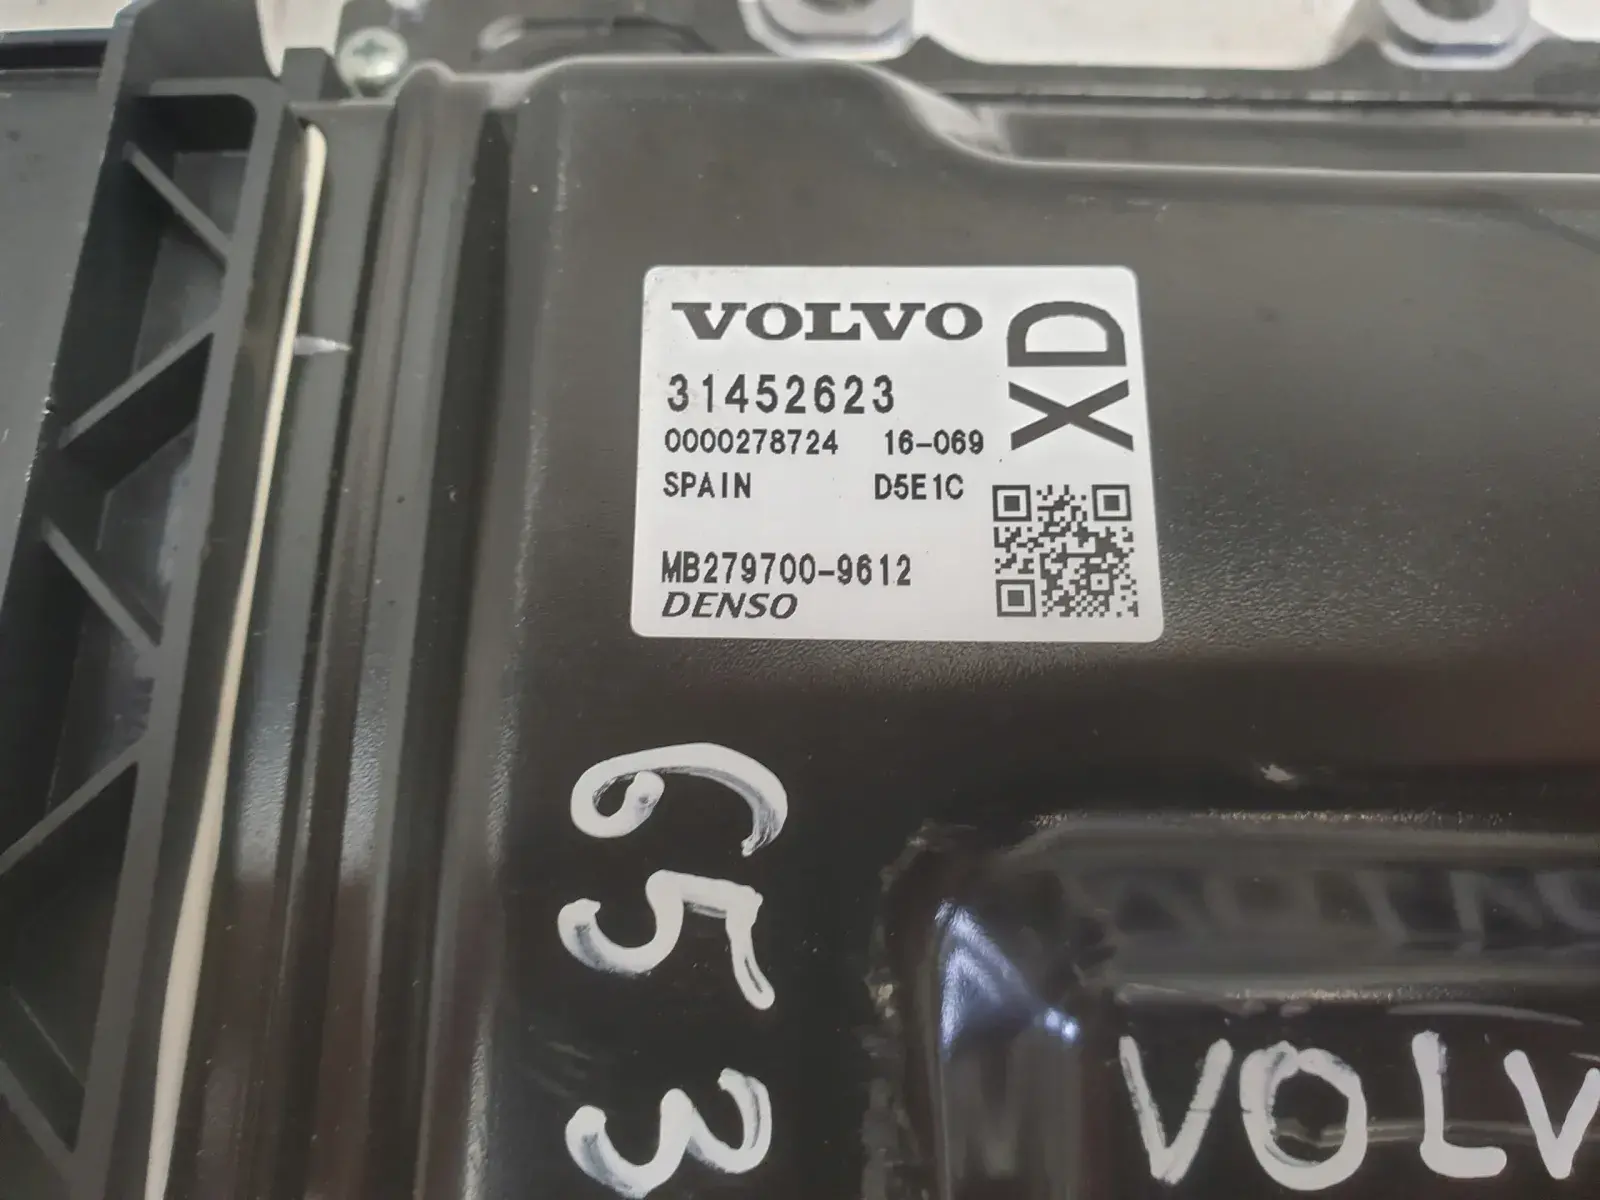 VOLVO
XD
31452623
0000278724 16-069
SPAIN D5E1C
MB279700-9612
DENSO
653
VOLV